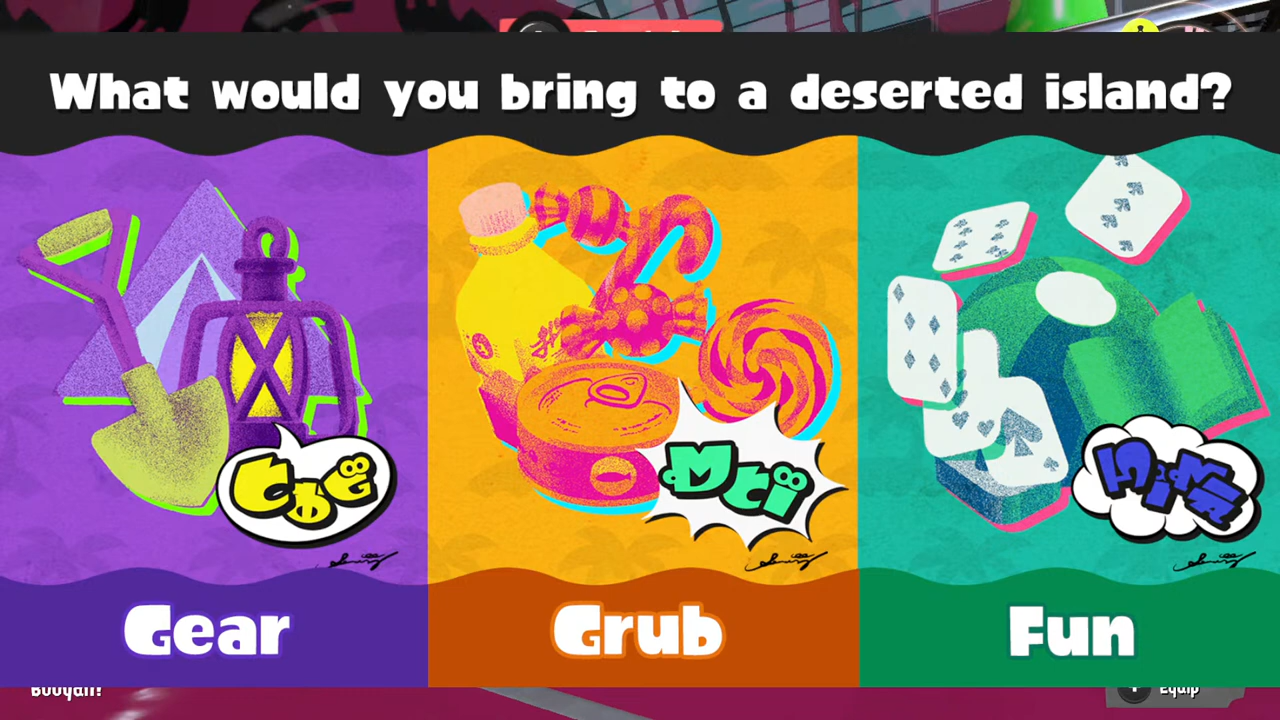 What would you bring to a deserted island?
Gear
Grub
Fun
Booyah!
Equip